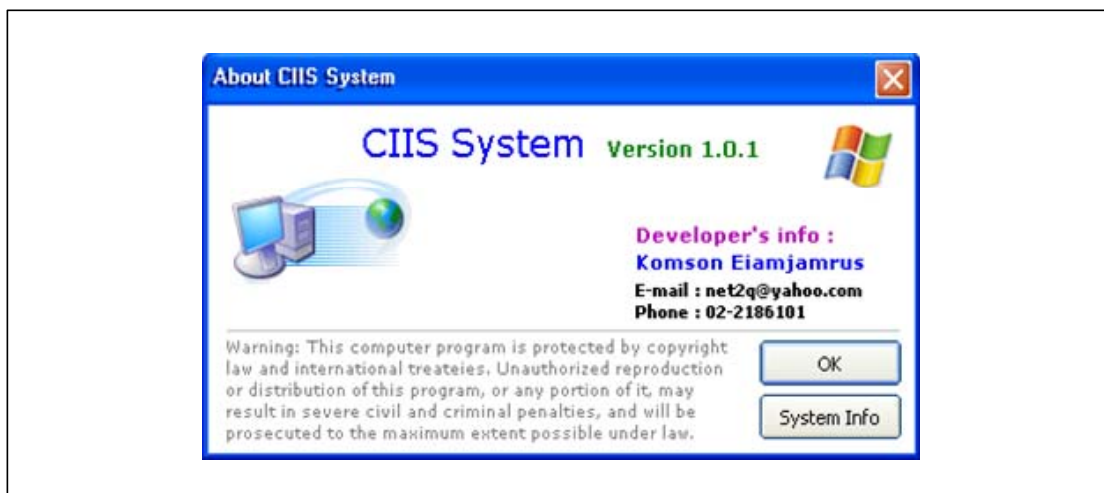 About CIIS System
CIIS System Version 1.0.1
Developer's info :
Komson Eiamjamrus
E-mail : net2q@yahoo.com
Phone : 02-2186101
Warning: This computer program is protected by copyright
law and international treateies. Unauthorized reproduction
or distribution of this program, or any portion of it, may
result in severe civil and criminal penalties, and will be
prosecuted to the maximum extent possible under law.
OK
System Info